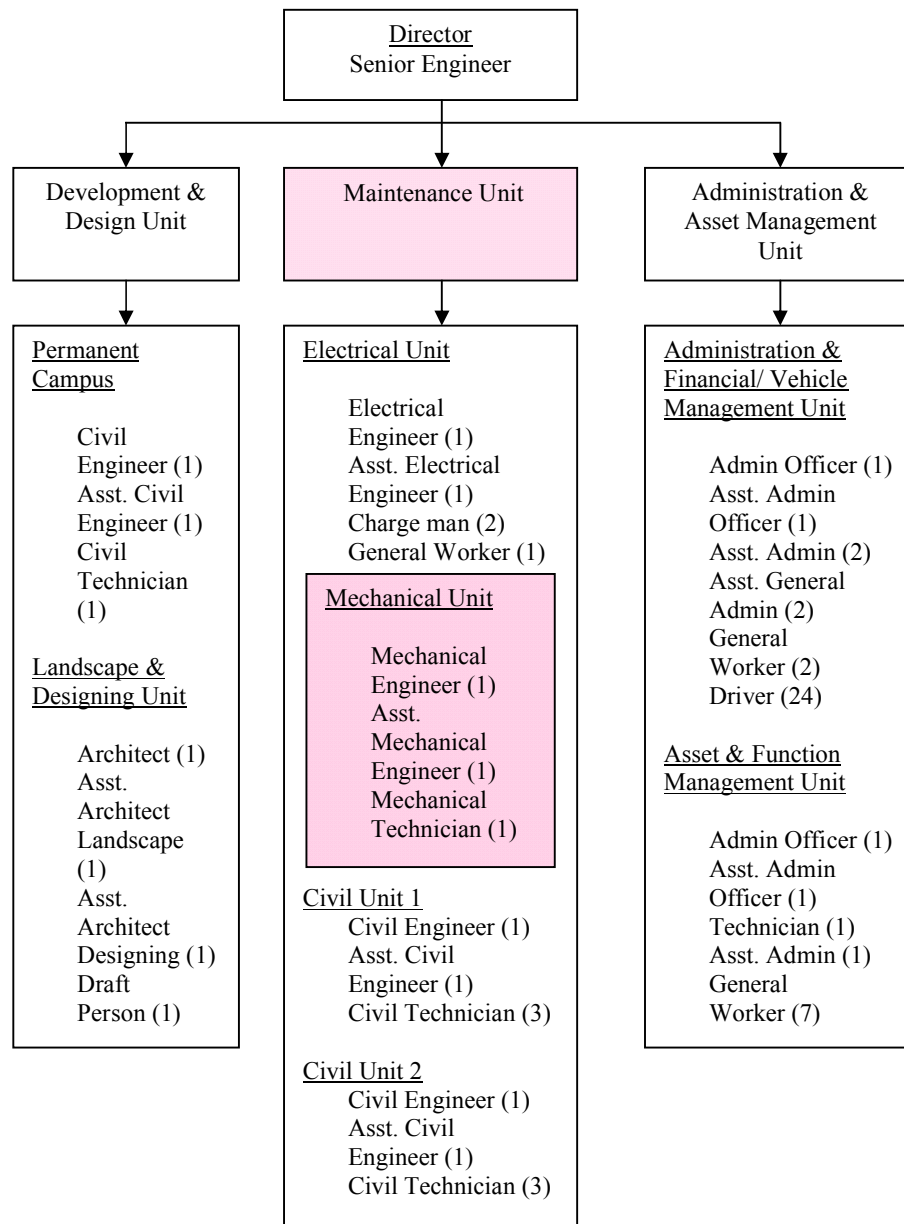 Director
Senior Engineer
Development &
Design Unit
Maintenance Unit
Administration &
Asset Management
Unit
Permanent
Campus
Civil
Engineer (1)
Asst. Civil
Engineer (1)
Civil
Technician
(1)
Landscape &
Designing Unit
Architect (1)
Asst.
Architect
Landscape
(1)
Asst.
Architect
Designing (1)
Draft
Person (1)
Electrical Unit
Electrical
Engineer (1)
Asst. Electrical
Engineer (1)
Charge man (2)
General Worker (1)
Mechanical Unit
Mechanical
Engineer (1)
Asst.
Mechanical
Engineer (1)
Mechanical
Technician (1)
Civil Unit 1
Civil Engineer (1)
Asst. Civil
Engineer (1)
Civil Technician (3)
Civil Unit 2
Civil Engineer (1)
Asst. Civil
Engineer (1)
Civil Technician (3)
Administration &
Financial/ Vehicle
Management Unit
Admin Officer (1)
Asst. Admin
Officer (1)
Asst. Admin (2)
Asst. General
Admin (2)
General
Worker (2)
Driver (24)
Asset & Function
Management Unit
Admin Officer (1)
Asst. Admin
Officer (1)
Technician (1)
Asst. Admin (1)
General
Worker (7)